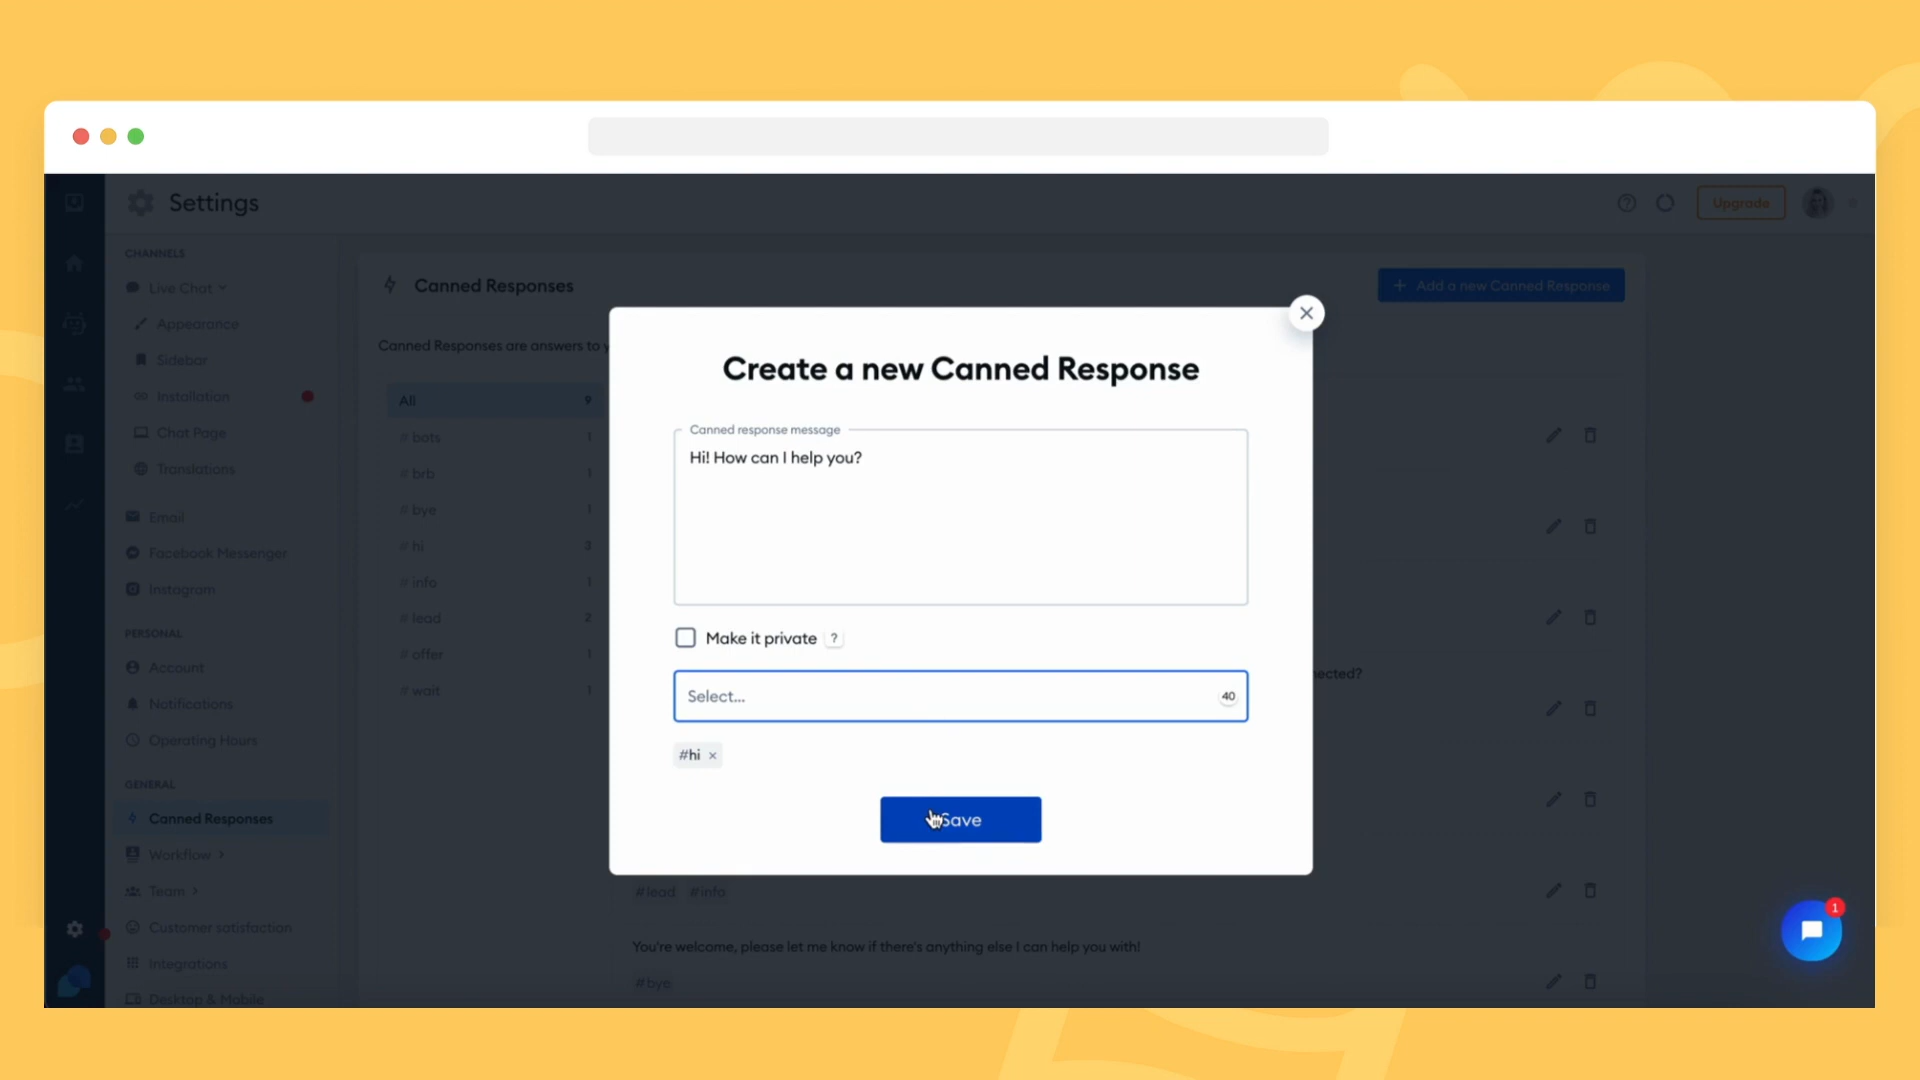 Settings
Upgrade
CHANNELS
Live Chat
Appearance
Sidebar
Installation
Chat Page
Translations
Email
Facebook Messenger
Instagram
PERSONAL
Account
Notifications
Operating Hours
GENERAL
Canned Responses
Workflow
Team
Customer satisfaction
Integrations
Desktop & Mobile
Canned Responses
+ Add a new Canned Response
Canned Responses are answers to y
All 9
# bots 1
# brb 1
# bye 1
# hi 3
# info 1
# lead 2
# offer 1
# wait 1
Create a new Canned Response
Canned response message
Hi! How can I help you?
Make it private ?
Select... 40
#hi ×
Save
nected?
#lead #info
You're welcome, please let me know if there's anything else I can help you with!
#bye
1